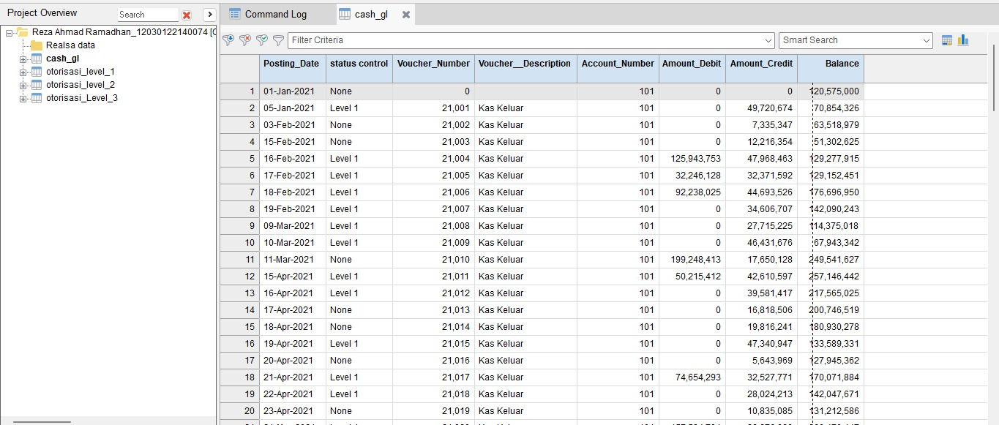 Project Overview
Search
Command Log
cash_gl
Reza Ahmad Ramadhan_12030122140074 [
Realsa data
cash_gl
otorisasi_level_1
otorisasi_level_2
otorisasi_Level_3
Filter Criteria
Smart Search
Posting_Date status control Voucher_Number Voucher__Description Account_Number Amount_Debit Amount_Credit Balance
1 01-Jan-2021 None 0 101 0 0 120,575,000
2 05-Jan-2021 Level 1 21,001 Kas Keluar 101 0 49,720,674 70,854,326
3 03-Feb-2021 None 21,002 Kas Keluar 101 0 7,335,347 63,518,979
4 15-Feb-2021 None 21,003 Kas Keluar 101 0 12,216,354 51,302,625
5 16-Feb-2021 Level 1 21,004 Kas Keluar 101 125,943,753 47,968,463 129,277,915
6 17-Feb-2021 Level 1 21,005 Kas Keluar 101 32,246,128 32,371,592 129,152,451
7 18-Feb-2021 Level 1 21,006 Kas Keluar 101 92,238,025 44,693,526 176,696,950
8 19-Feb-2021 Level 1 21,007 Kas Keluar 101 0 34,606,707 142,090,243
9 09-Mar-2021 Level 1 21,008 Kas Keluar 101 0 27,715,225 114,375,018
10 10-Mar-2021 Level 1 21,009 Kas Keluar 101 0 46,431,676 67,943,342
11 11-Mar-2021 None 21,010 Kas Keluar 101 199,248,413 17,650,128 249,541,627
12 15-Apr-2021 Level 1 21,011 Kas Keluar 101 50,215,412 42,610,597 257,146,442
13 16-Apr-2021 Level 1 21,012 Kas Keluar 101 0 39,581,417 217,565,025
14 17-Apr-2021 None 21,013 Kas Keluar 101 0 16,818,506 200,746,519
15 18-Apr-2021 None 21,014 Kas Keluar 101 0 19,816,241 180,930,278
16 19-Apr-2021 Level 1 21,015 Kas Keluar 101 0 47,340,947 133,589,331
17 20-Apr-2021 None 21,016 Kas Keluar 101 0 5,643,969 127,945,362
18 21-Apr-2021 Level 1 21,017 Kas Keluar 101 74,654,293 32,527,771 170,071,884
19 22-Apr-2021 Level 1 21,018 Kas Keluar 101 0 28,024,213 142,047,671
20 23-Apr-2021 None 21,019 Kas Keluar 101 0 10,835,085 131,212,586